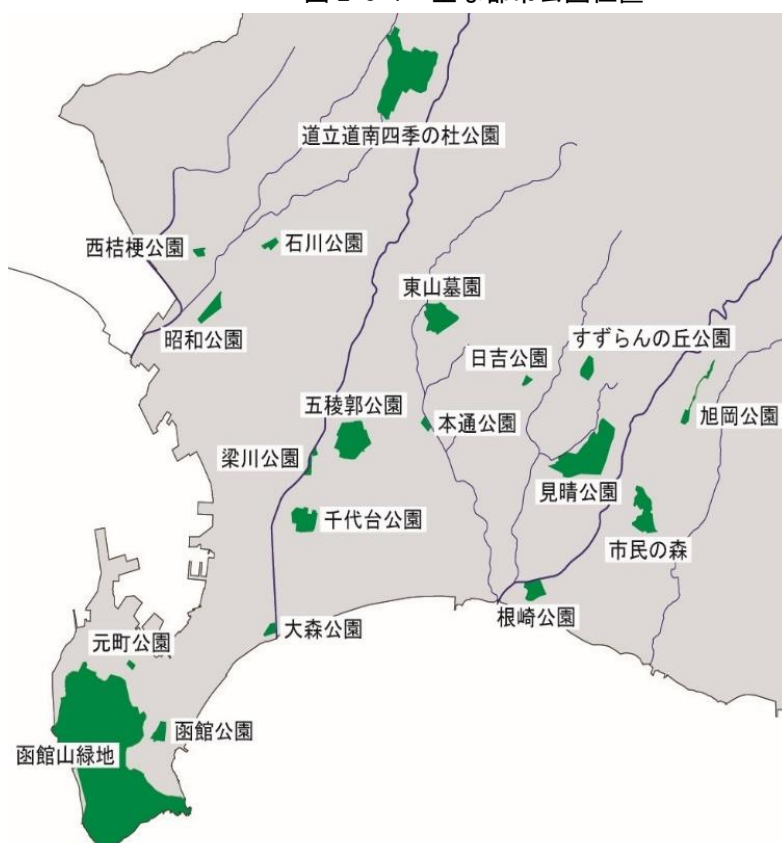 道立道南四季の杜公園
西桔梗公園
石川公園
昭和公園
東山墓園
日吉公園
すずらんの丘公園
五稜郭公園
本通公園
旭岡公園
梁川公園
見晴公園
千代台公園
市民の森
根崎公園
大森公園
元町公園
函館公園
函館山緑地